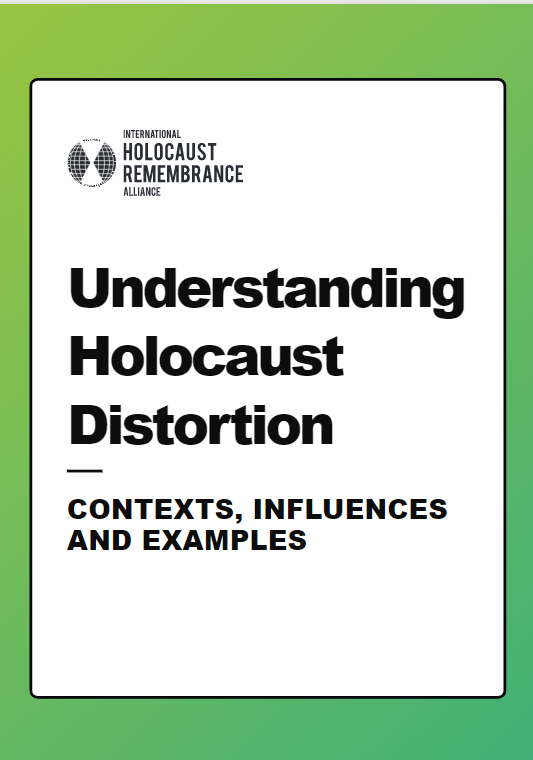 INTERNATIONAL
HOLOCAUST
REMEMBRANCE
ALLIANCE
Understanding
Holocaust
Distortion
CONTEXTS, INFLUENCES
AND EXAMPLES